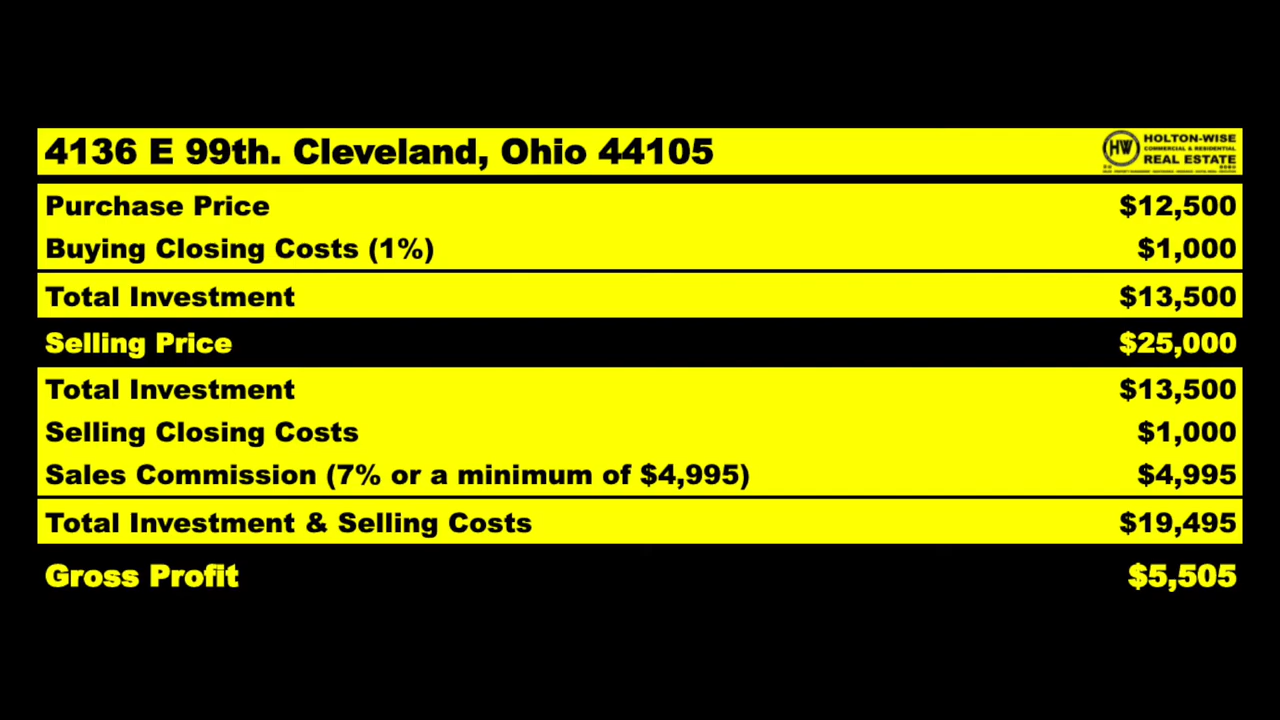 4136 E 99th. Cleveland, Ohio 44105
HW
HOLTON-WISE
COMMERCIAL & RESIDENTIAL
REAL ESTATE
Purchase Price $12,500
Buying Closing Costs (1%) $1,000
Total Investment $13,500
Selling Price $25,000
Total Investment $13,500
Selling Closing Costs $1,000
Sales Commission (7% or a minimum of $4,995) $4,995
Total Investment & Selling Costs $19,495
Gross Profit $5,505